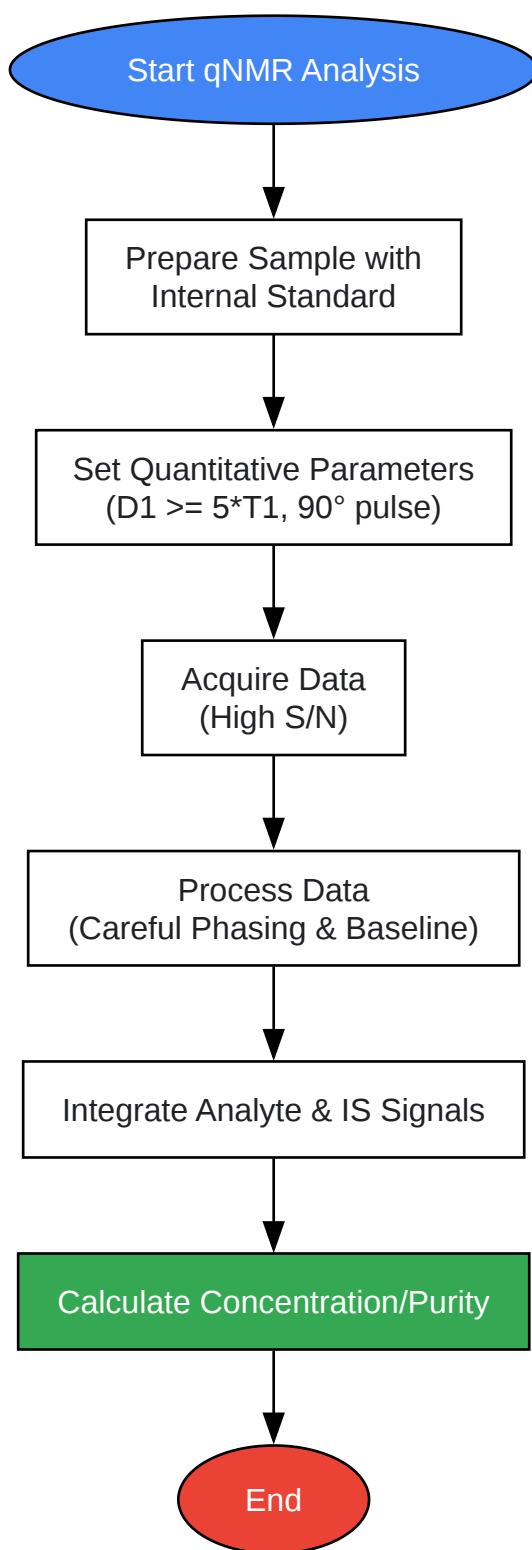 Start qNMR Analysis
Prepare Sample with
Internal Standard
Set Quantitative Parameters
(D1 >= 5*T1, 90° pulse)
Acquire Data
(High S/N)
Process Data
(Careful Phasing & Baseline)
Integrate Analyte & IS Signals
Calculate Concentration/Purity
End